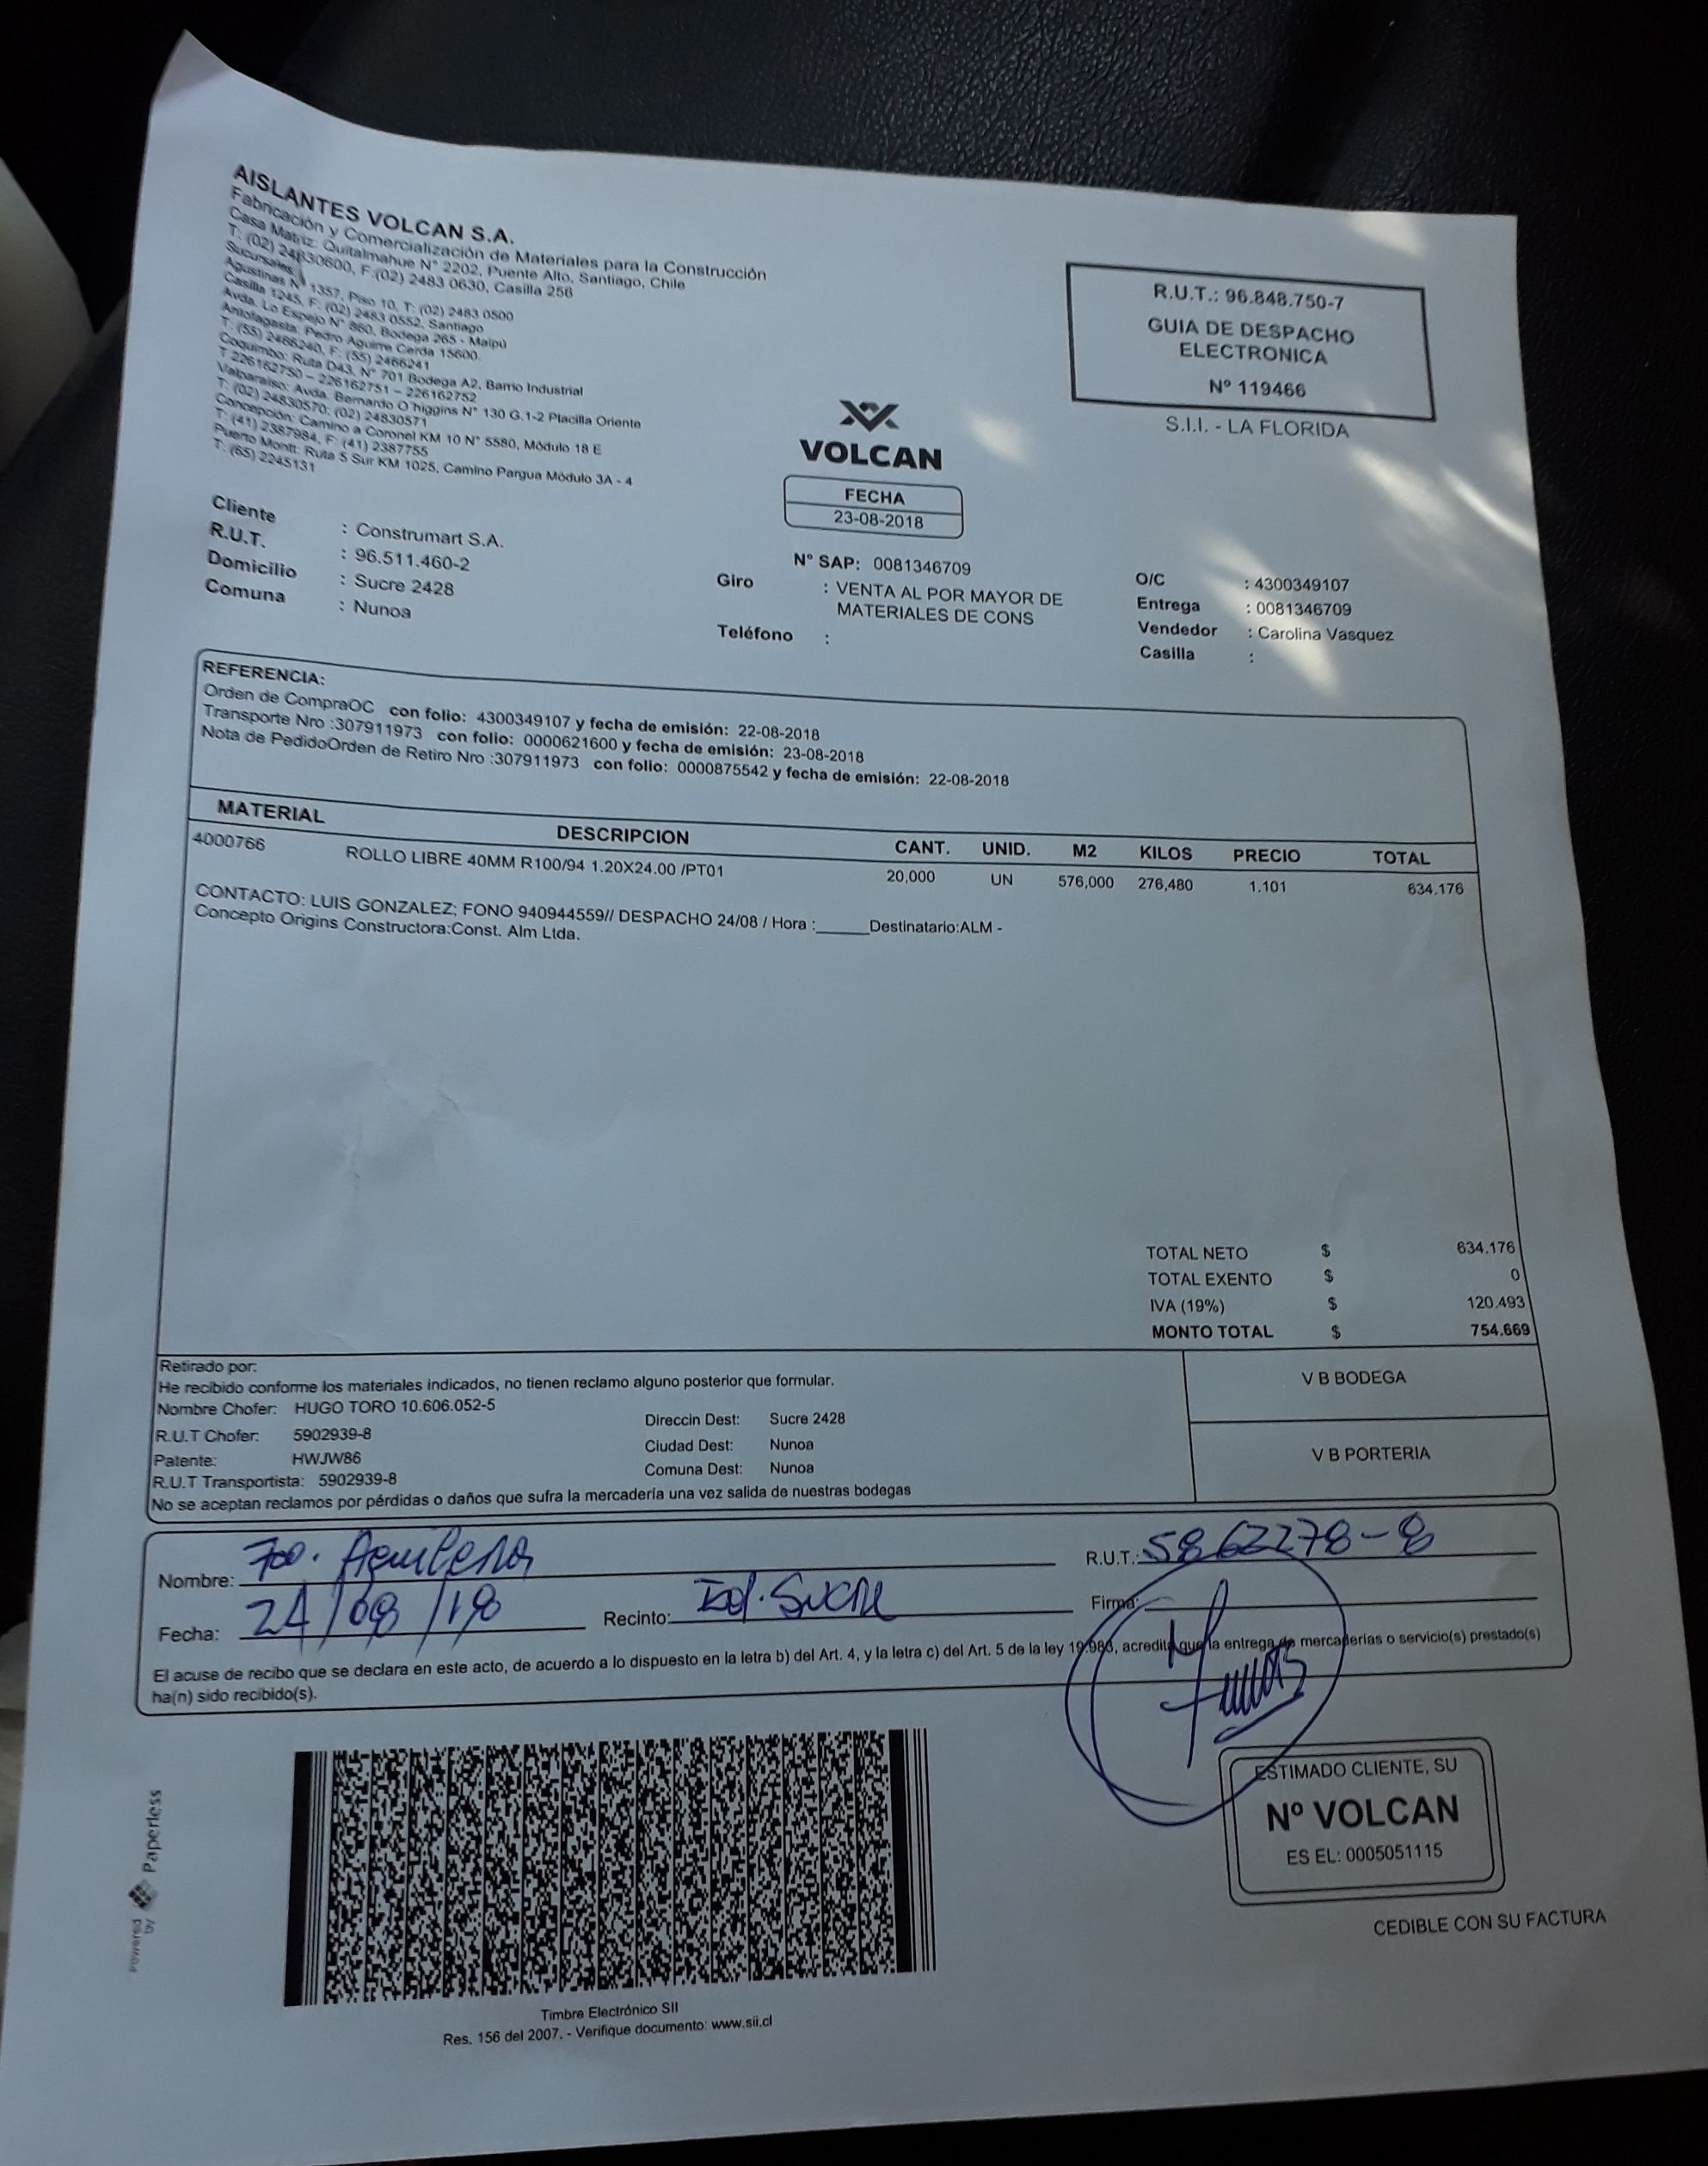 AISLANTES VOLCAN S.A.
Fabricación y Comercialización de Materiales para la Construcción
Casa Matriz: Quitalmahue N° 2202, Puente Alto, Santiago, Chile
T: (02) 24830600, F:(02) 2483 0630, Casilla 256
Sucursales:
Agustinas N° 1357, Piso 10, T: (02) 2483 0500
Casilla 1245, F: (02) 2483 0552, Santiago
Avda. Lo Espejo N° 860, Bodega 265 - Maipú
Antofagasta: Pedro Aguirre Cerda 15600
T: (55) 2466240, F: (55) 2466241
Coquimbo: Ruta D43, N° 701 Bodega A2, Barrio Industrial
T 226162750 – 226162751 – 226162752
Valparaíso: Avda. Bernardo O´higgins N° 130 G.1-2 Placilla Oriente
T: (02) 24830570; (02) 24830571
Concepción: Camino a Coronel KM 10 N° 5580, Módulo 18 E
T: (41) 2387984, F: (41) 2387755
Puerto Montt: Ruta 5 Sur KM 1025, Camino Pargua Módulo 3A - 4
T: (65) 2245131
R.U.T.: 96.848.750-7
GUIA DE DESPACHO
ELECTRONICA
N° 119466
S.I.I. - LA FLORIDA
VOLCAN
FECHA
23-08-2018
Cliente : Construmart S.A.
R.U.T. : 96.511.460-2
Domicilio : Sucre 2428
Comuna : Nunoa
N° SAP: 0081346709
Giro : VENTA AL POR MAYOR DE
MATERIALES DE CONS
Teléfono :
O/C : 4300349107
Entrega : 0081346709
Vendedor : Carolina Vasquez
Casilla :
REFERENCIA:
Orden de CompraOC con folio: 4300349107 y fecha de emisión: 22-08-2018
Transporte Nro :307911973 con folio: 0000621600 y fecha de emisión: 23-08-2018
Nota de PedidoOrden de Retiro Nro :307911973 con folio: 0000875542 y fecha de emisión: 22-08-2018
MATERIAL DESCRIPCION CANT. UNID. M2 KILOS PRECIO TOTAL
4000766 ROLLO LIBRE 40MM R100/94 1.20X24.00 /PT01 20,000 UN 576,000 276,480 1.101 634.176
CONTACTO: LUIS GONZALEZ; FONO 940944559// DESPACHO 24/08 / Hora :______Destinatario:ALM -
Concepto Origins Constructora:Const. Alm Ltda.
TOTAL NETO $ 634.176
TOTAL EXENTO $ 0
IVA (19%) $ 120.493
MONTO TOTAL $ 754.669
Retirado por:
He recibido conforme los materiales indicados, no tienen reclamo alguno posterior que formular.
Nombre Chofer: HUGO TORO 10.606.052-5
R.U.T Chofer: 5902939-8
Patente: HWJW86
R.U.T Transportista: 5902939-8
Direccin Dest: Sucre 2428
Ciudad Dest: Nunoa
Comuna Dest: Nunoa
No se aceptan reclamos por pérdidas o daños que sufra la mercadería una vez salida de nuestras bodegas
V B BODEGA
V B PORTERIA
Nombre: R.U.T.: 5862278-8
Fecha: 24/08/18 Recinto: Sucre Firma:
El acuse de recibo que se declara en este acto, de acuerdo a lo dispuesto en la letra b) del Art. 4, y la letra c) del Art. 5 de la ley 19.983, acredita que la entrega de mercaderías o servicio(s) prestado(s)
ha(n) sido recibido(s).
Powered by Paperless
Timbre Electrónico SII
Res. 156 del 2007. - Verifique documento: www.sii.cl
ESTIMADO CLIENTE, SU
Nº VOLCAN
ES EL: 0005051115
CEDIBLE CON SU FACTURA